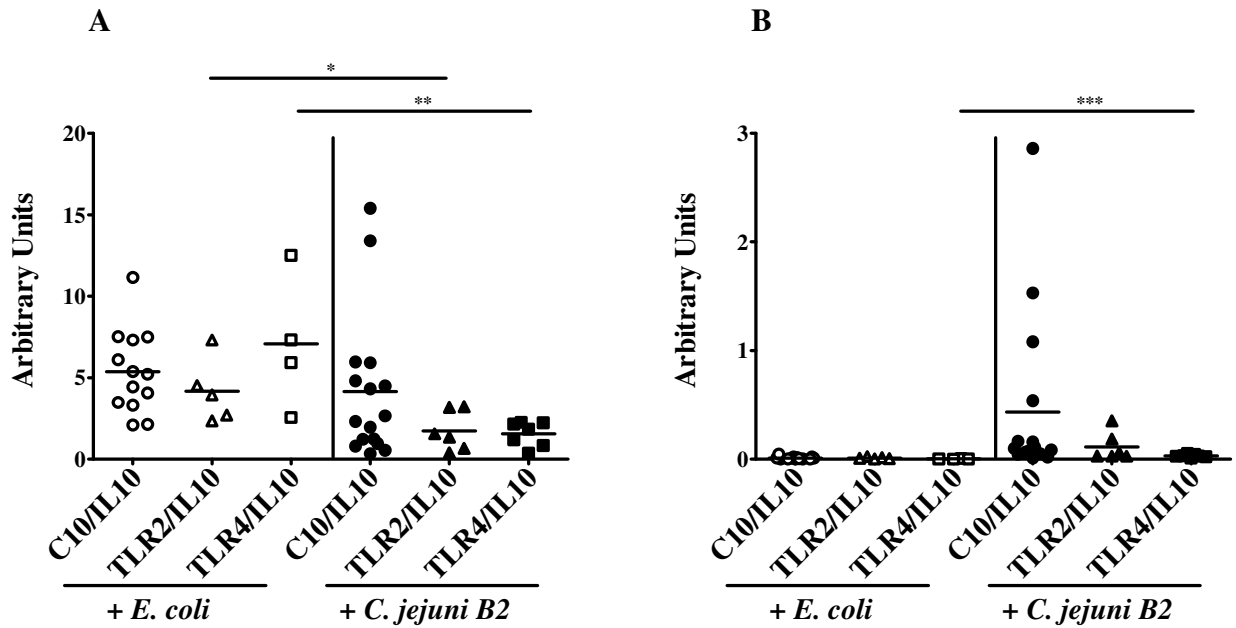 A
*
**
20
15
10
5
0
Arbitrary Units
C10/IL10
TLR2/IL10
TLR4/IL10
C10/IL10
TLR2/IL10
TLR4/IL10
+ E. coli
+ C. jejuni B2
B
***
3
2
1
0
Arbitrary Units
C10/IL10
TLR2/IL10
TLR4/IL10
C10/IL10
TLR2/IL10
TLR4/IL10
+ E. coli
+ C. jejuni B2